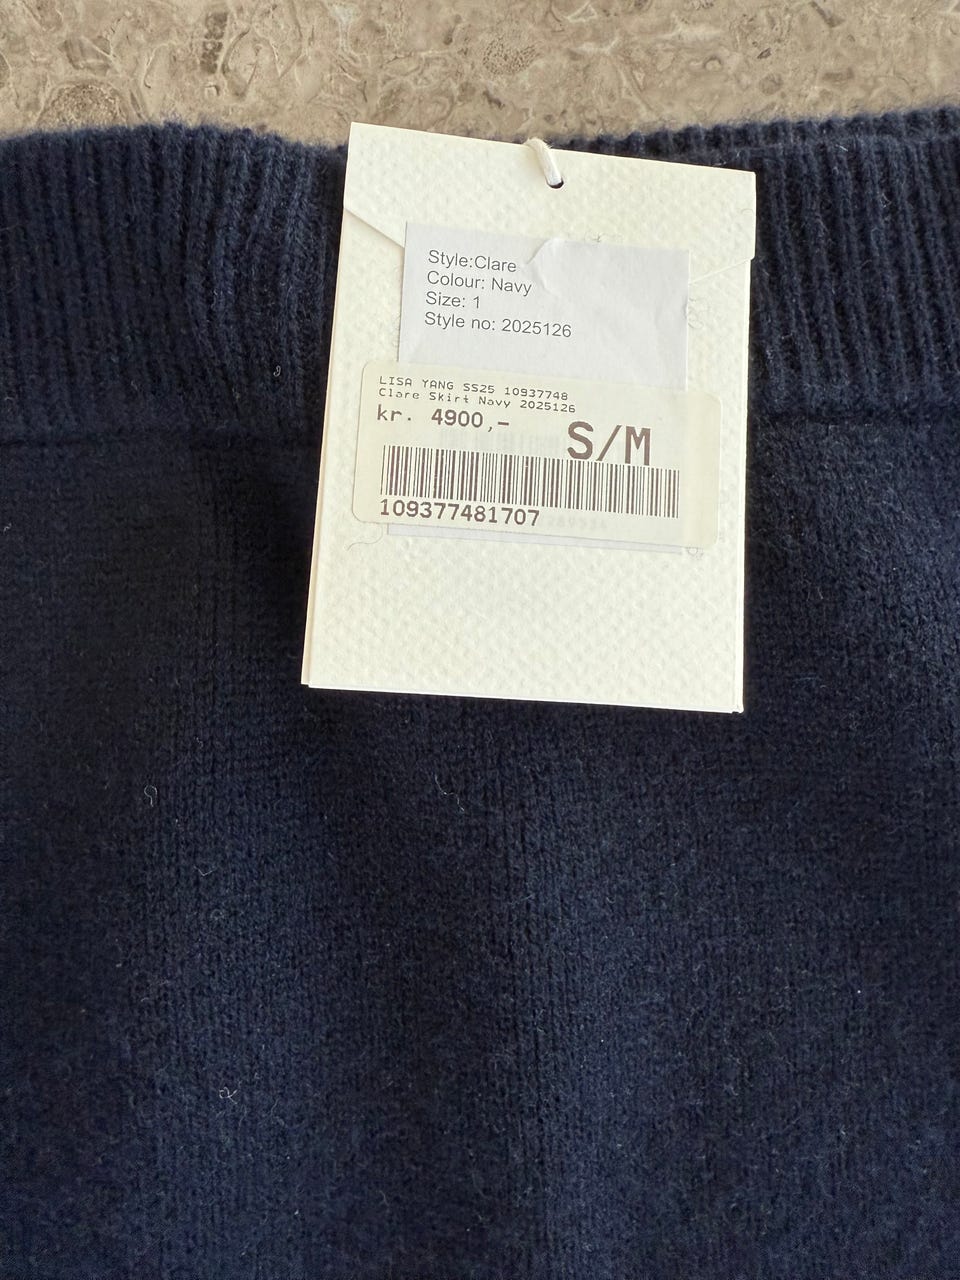 Style:Clare
Colour: Navy
Size: 1
Style no: 2025126
LISA YANG SS25 10937748
Clare Skirt Navy 2025126
kr. 4900,-
S/M
109377481707